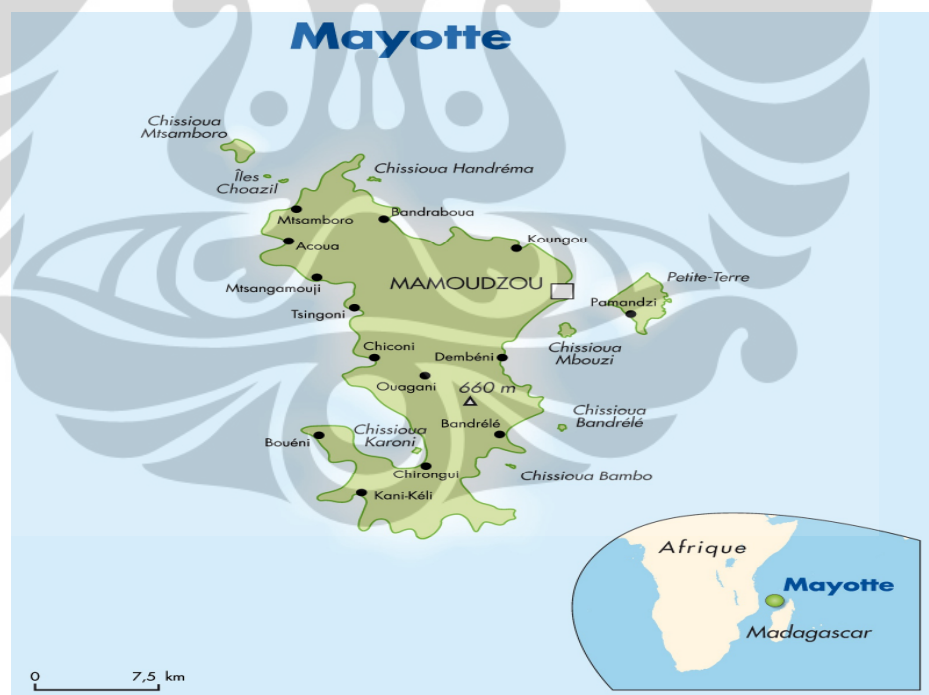 Mayotte
Chissioua
Mtsamboro
Chissioua Handréma
Îles
Choazil
Mtsamboro
Bandraboua
Acoua
Koungou
Mtsangamouji
MAMOUDZOU
Petite-Terre
Pamandzi
Tsingoni
Chiconi
Dembéni
Chissioua
Mbouzi
Ouagani
660 m
Chissioua
Bandrélé
Bandrélé
Chissioua
Karoni
Bouéni
Chirongui
Chissioua Bambo
Kani-Kéli
Afrique
Mayotte
Madagascar
0 7,5 km